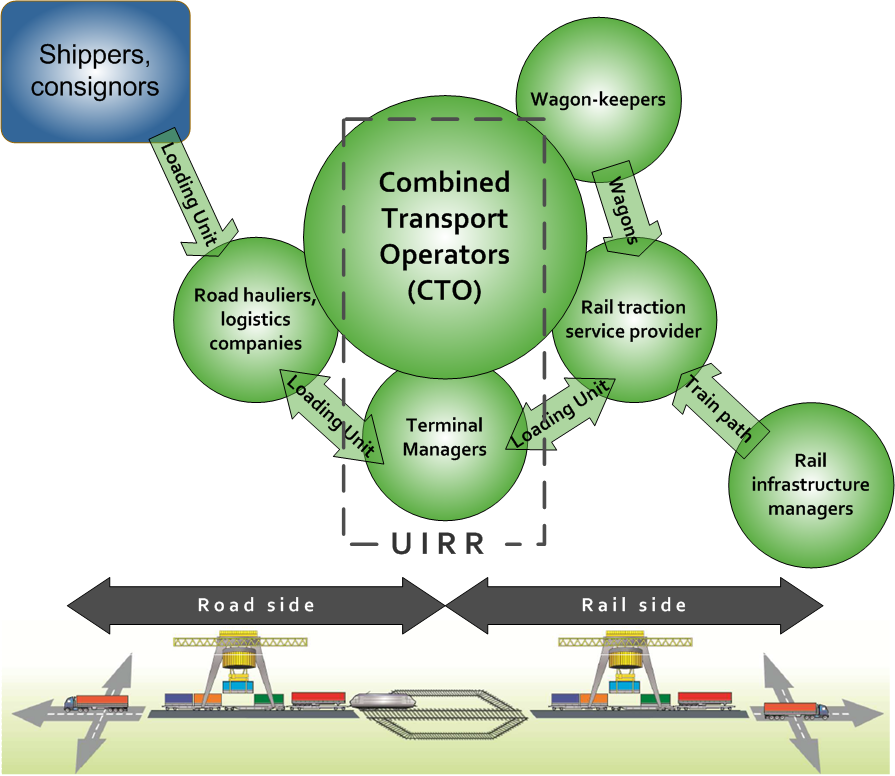 Shippers,
consignors
Wagon-keepers
Loading Unit
Combined
Transport
Operators
(CTO)
Wagons
Road hauliers,
logistics
companies
Rail traction
service provider
Loading Unit
Terminal
Managers
Loading Unit
Train path
Rail
infrastructure
managers
UIRR
Road side
Rail side